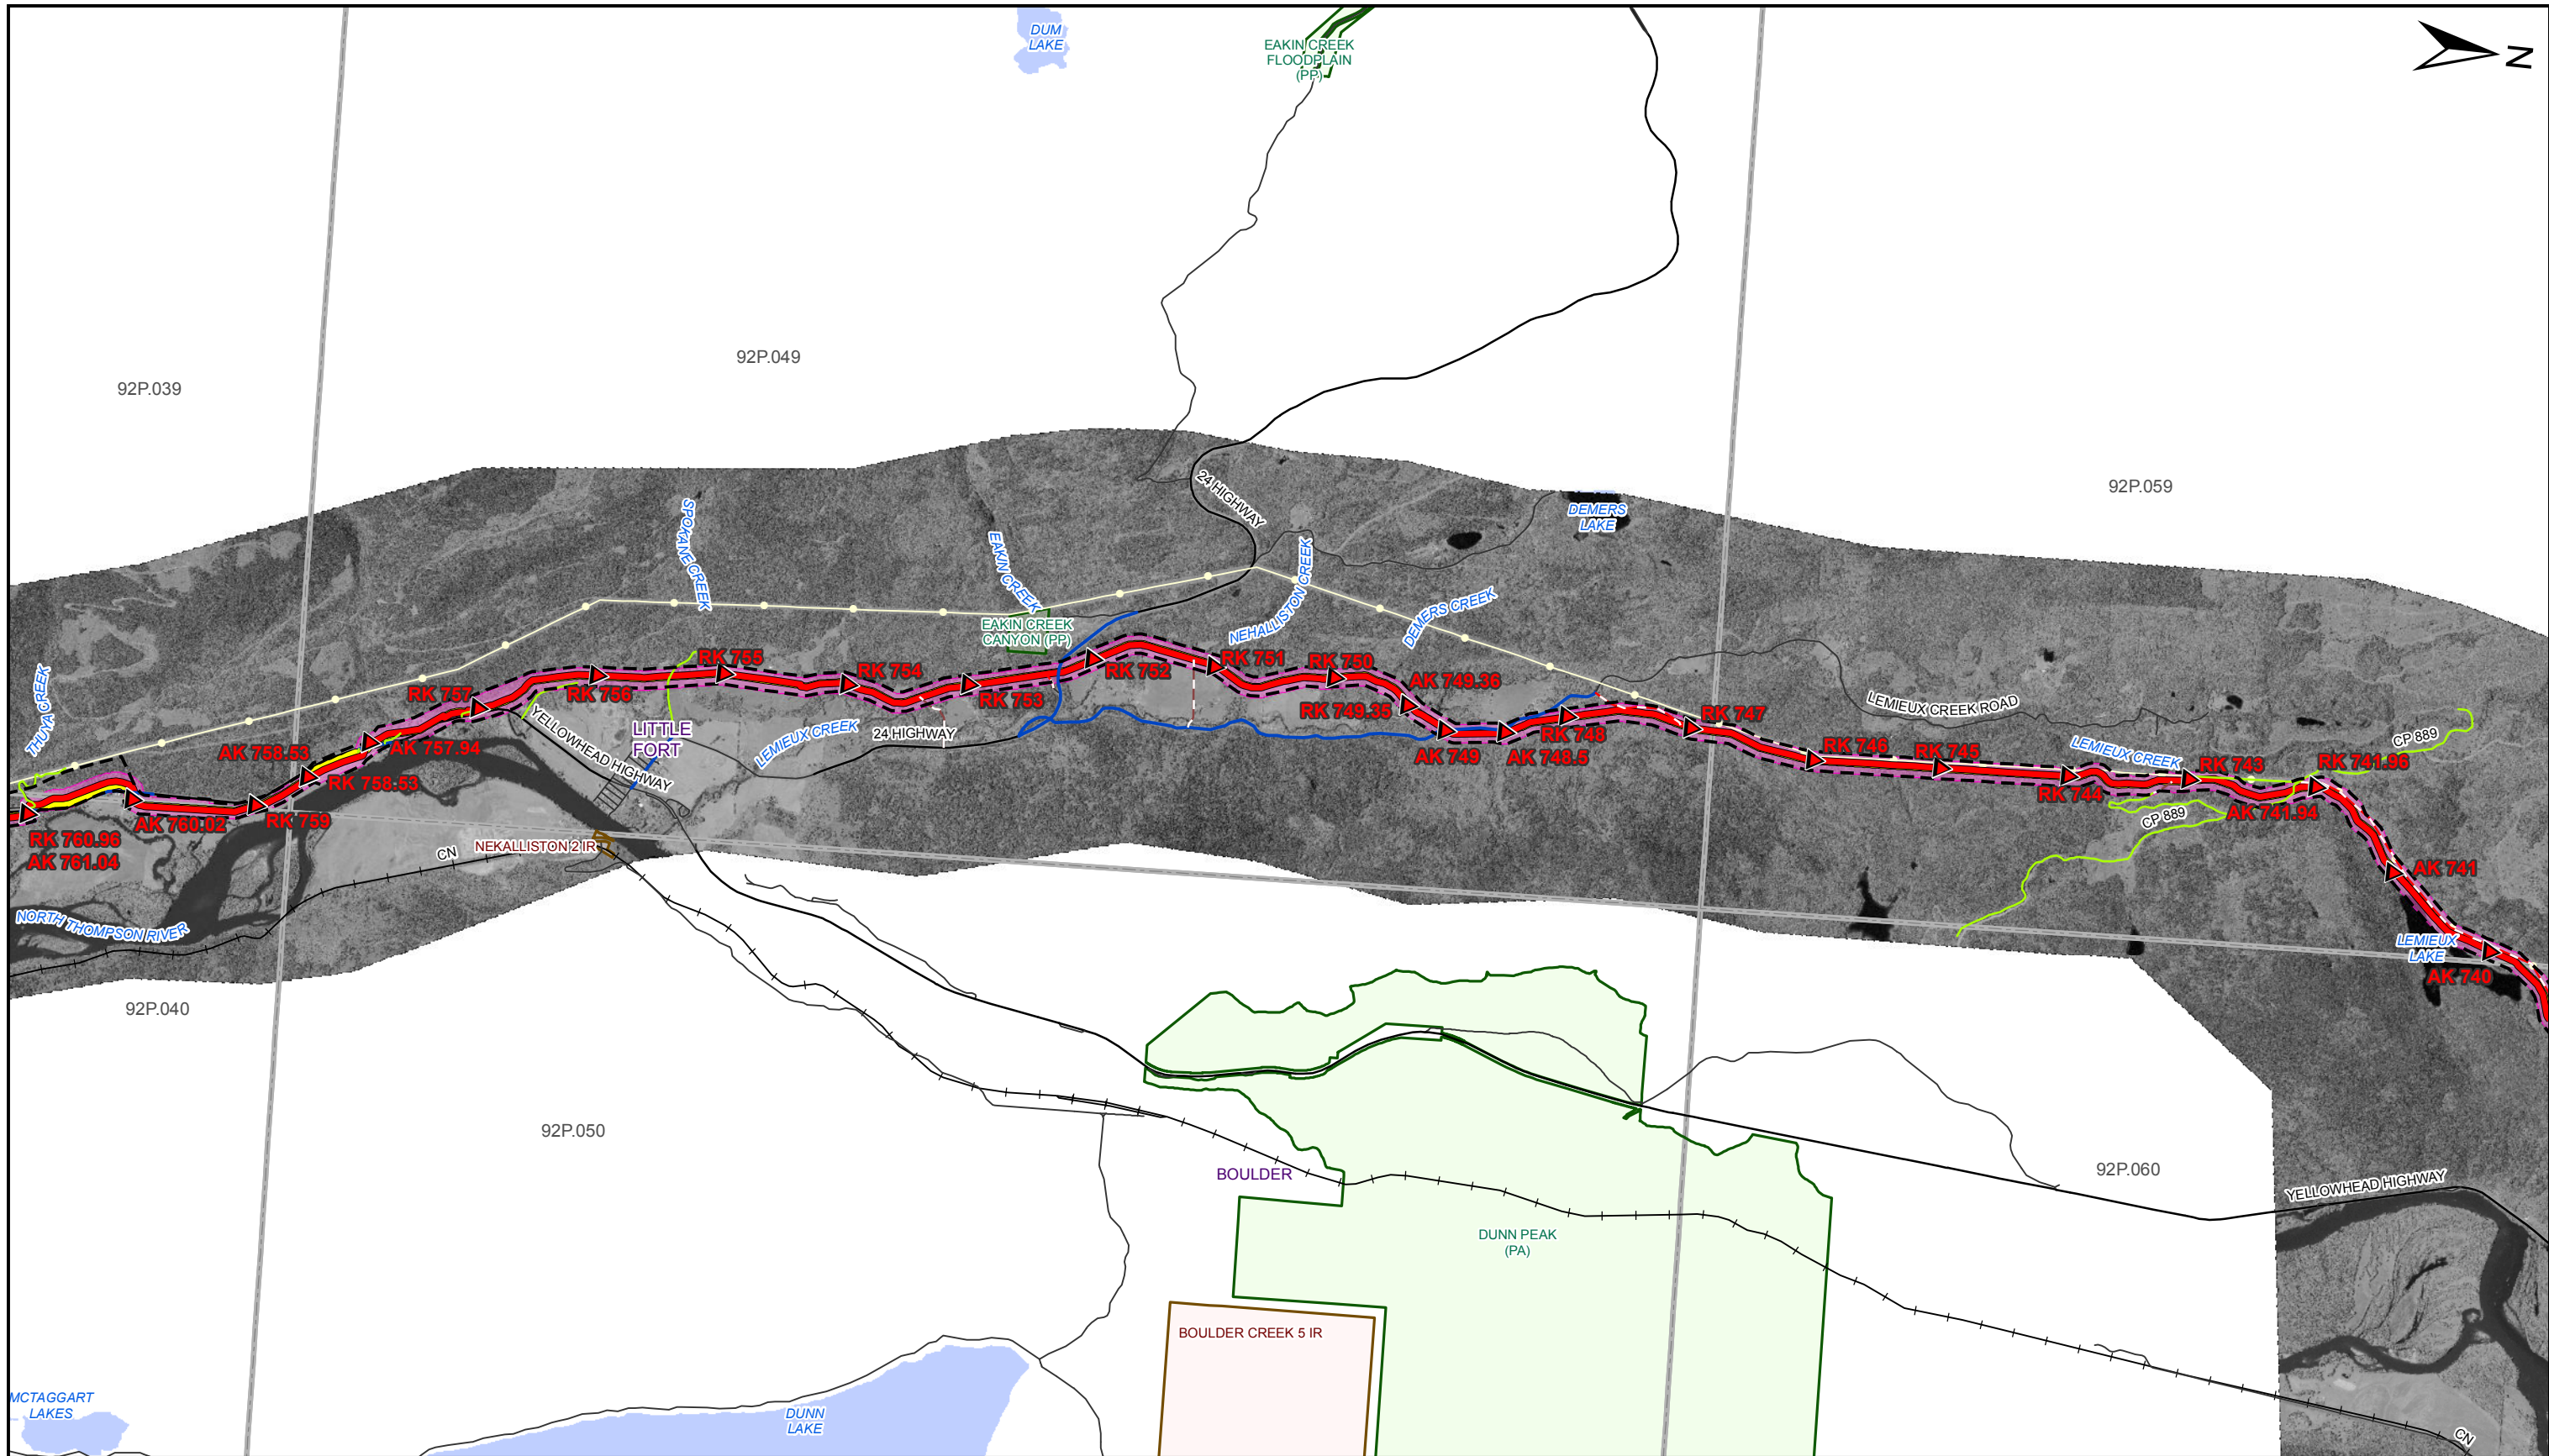 DUM
LAKE
EAKIN CREEK
FLOODPLAIN
(PP)
N
92P.049
92P.039
92P.059
24 HIGHWAY
DEMERS
LAKE
SPOKANE CREEK
EAKIN CREEK
NEHALLISTON CREEK
DEMERS CREEK
EAKIN CREEK
CANYON (PP)
THUYA CREEK
RK 757
RK 756
RK 755
RK 754
RK 753
RK 752
RK 751
RK 750
AK 749.36
RK 749.35
AK 749
AK 748.5
RK 748
RK 747
RK 746
RK 745
RK 744
RK 743
RK 741.96
AK 741.94
AK 741
AK 740
LEMIEUX CREEK ROAD
LEMIEUX CREEK
CP 889
CP 889
AK 758.53
AK 757.94
RK 758.53
RK 759
AK 760.02
RK 760.96
AK 761.04
YELLOWHEAD HIGHWAY
LITTLE
FORT
LEMIEUX CREEK
24 HIGHWAY
NEKALLISTON 2 IR
CN
NORTH THOMPSON RIVER
LEMIEUX
LAKE
92P.040
92P.050
92P.060
BOULDER
DUNN PEAK
(PA)
YELLOWHEAD HIGHWAY
BOULDER CREEK 5 IR
MCTAGGART
LAKES
DUNN
LAKE
CN